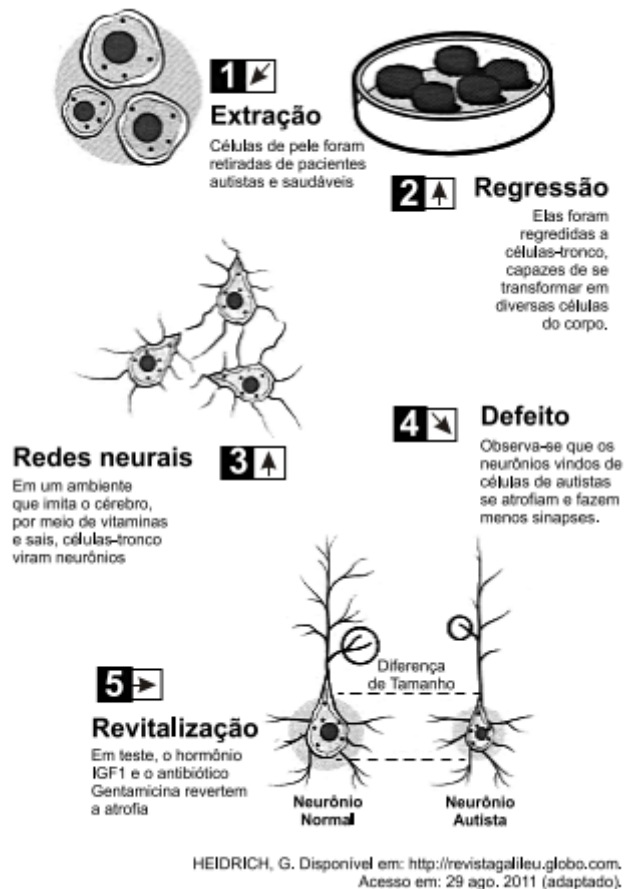 1
Extração
Células de pele foram
retiradas de pacientes
autistas e saudáveis
2
Regressão
Elas foram
regredidas a
células-tronco,
capazes de se
transformar em
diversas células
do corpo.
Redes neurais
3
Em um ambiente
que imita o cérebro,
por meio de vitaminas
e sais, células-tronco
viram neurônios
4
Defeito
Observa-se que os
neurônios vindos de
células de autistas
se atrofiam e fazem
menos sinapses.
5
Revitalização
Em teste, o hormônio
IGF1 e o antibiótico
Gentamicina revertem
a atrofia
Diferença
de Tamanho
Neurônio
Normal
Neurônio
Autista
HEIDRICH, G. Disponível em: http://revistagalileu.globo.com.
Acesso em: 29 ago. 2011 (adaptado).